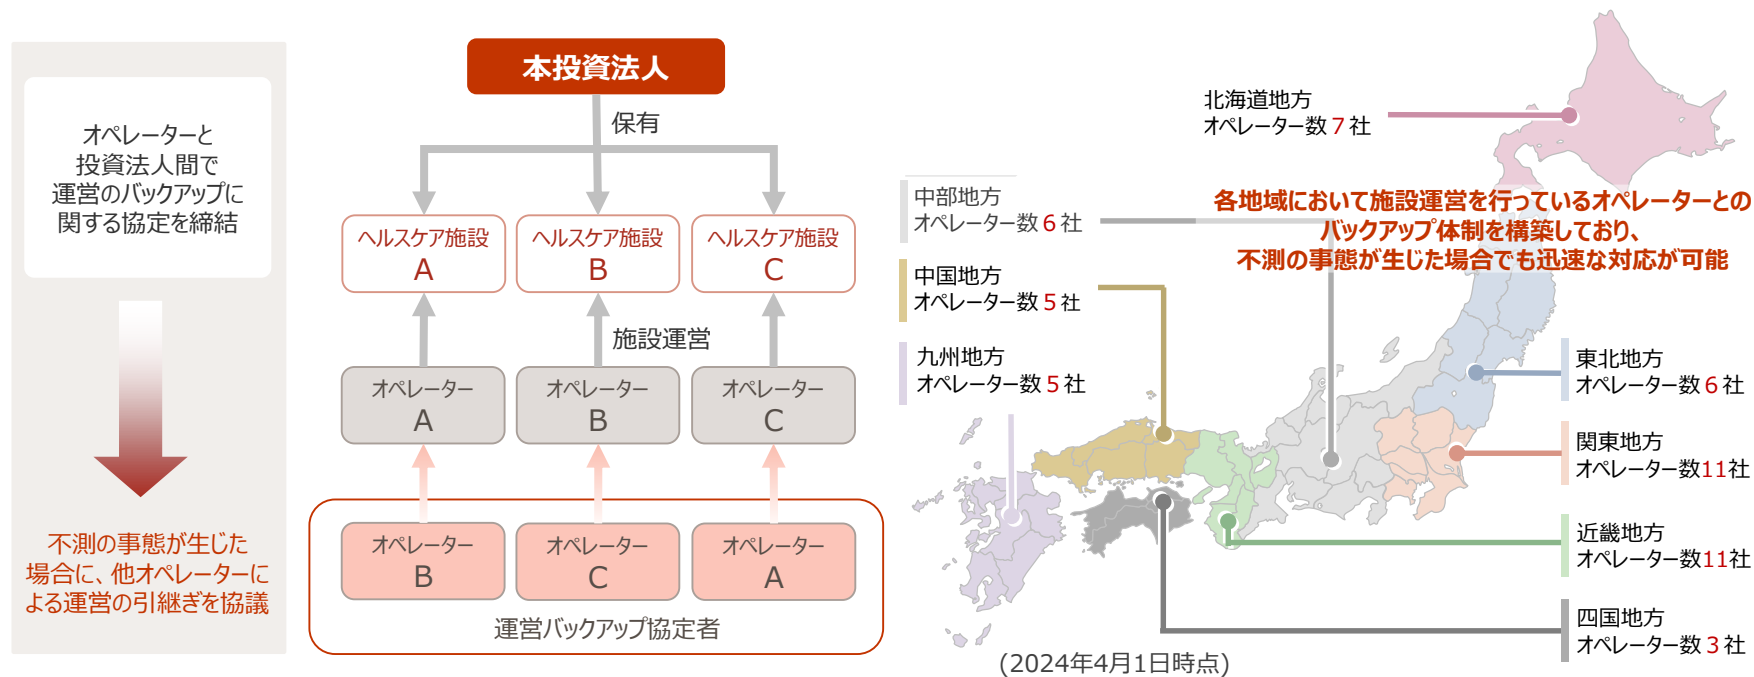 オペレーターと
投資法人間で
運営のバックアップに
関する協定を締結
不測の事態が生じた
場合に、他オペレーターに
よる運営の引継ぎを協議
本投資法人
保有
ヘルスケア施設
A
ヘルスケア施設
B
ヘルスケア施設
C
施設運営
オペレーター
A
オペレーター
B
オペレーター
C
オペレーター
B
オペレーター
C
オペレーター
A
運営バックアップ協定者
北海道地方
オペレーター数 7 社
各地域において施設運営を行っているオペレーターとの
バックアップ体制を構築しており、
不測の事態が生じた場合でも迅速な対応が可能
中部地方
オペレーター数 6 社
中国地方
オペレーター数 5 社
九州地方
オペレーター数 5 社
東北地方
オペレーター数 6 社
関東地方
オペレーター数11社
近畿地方
オペレーター数11社
四国地方
オペレーター数 3 社
(2024年4月1日時点)